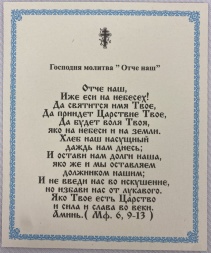 Господня молитва " Отче наш"
Отче наш,
Иже еси на небесех!
Да святится имя Твое,
Да приидет Царствие Твое,
Да будет воля Твоя,
яко на небеси и на земли.
Хлеб наш насущный
даждь нам днесь;
И остави нам долги наша,
яко же и мы оставляем
должником нашим;
И не введи нас во искушение,
но избави нас от лукавого.
Яко Твое есть Царство
и сила и слава во веки.
Аминь.( Мф. 6, 9-13 )